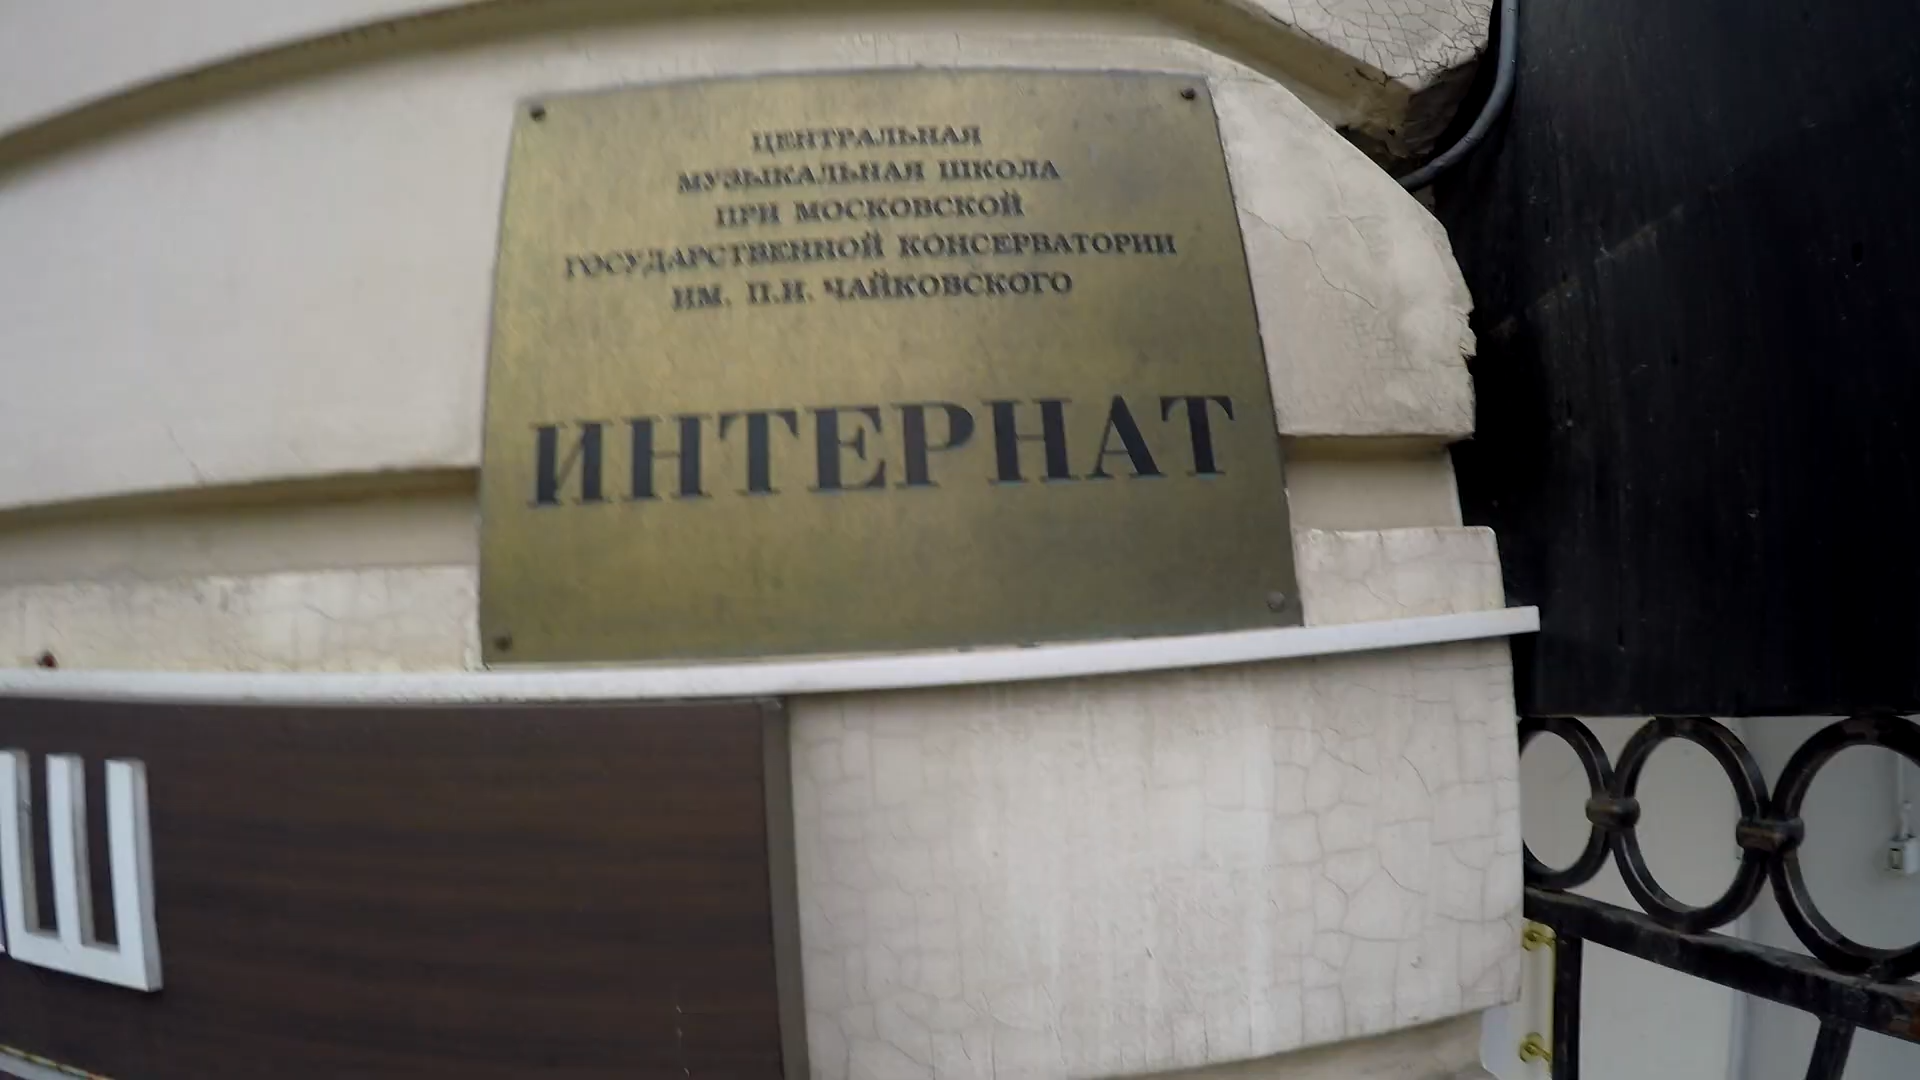 ЦЕНТРАЛЬНАЯ
МУЗЫКАЛЬНАЯ ШКОЛА
ПРИ МОСКОВСКОЙ
ГОСУДАРСТВЕННОЙ КОНСЕРВАТОРИИ
ИМ. П.И. ЧАЙКОВСКОГО
ИНТЕРНАТ
Ш